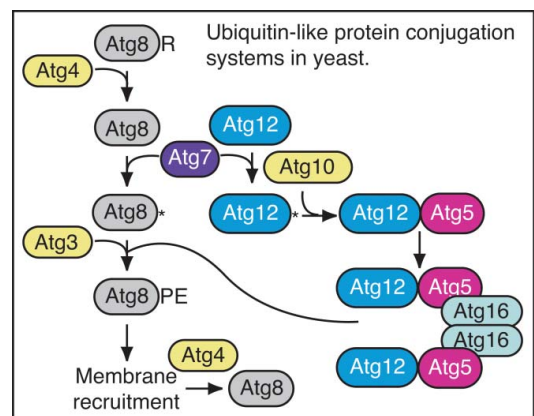 Ubiquitin-like protein conjugation
systems in yeast.
Atg8 R
Atg4
Atg8
Atg12
Atg7
Atg10
Atg8*
Atg12*
Atg12 Atg5
Atg3
Atg8 PE
Atg12 Atg5
Atg16
Atg16
Atg12 Atg5
Atg4
Membrane
recruitment
Atg8